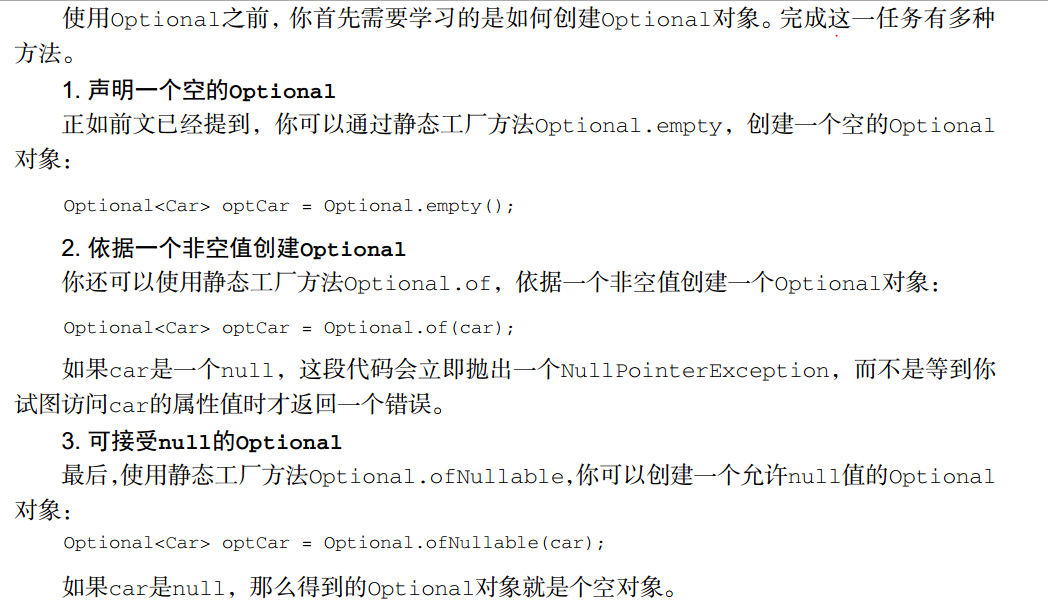 使用Optional之前，你首先需要学习的是如何创建Optional对象。完成这一任务有多种
方法。
1. 声明一个空的Optional
正如前文已经提到，你可以通过静态工厂方法Optional.empty，创建一个空的Optional
对象：
Optional<Car> optCar = Optional.empty();
2. 依据一个非空值创建Optional
你还可以使用静态工厂方法Optional.of，依据一个非空值创建一个Optional对象：
Optional<Car> optCar = Optional.of(car);
如果car是一个null，这段代码会立即抛出一个NullPointerException，而不是等到你
试图访问car的属性值时才返回一个错误。
3. 可接受null的Optional
最后，使用静态工厂方法Optional.ofNullable，你可以创建一个允许null值的Optional
对象：
Optional<Car> optCar = Optional.ofNullable(car);
如果car是null，那么得到的Optional对象就是个空对象。